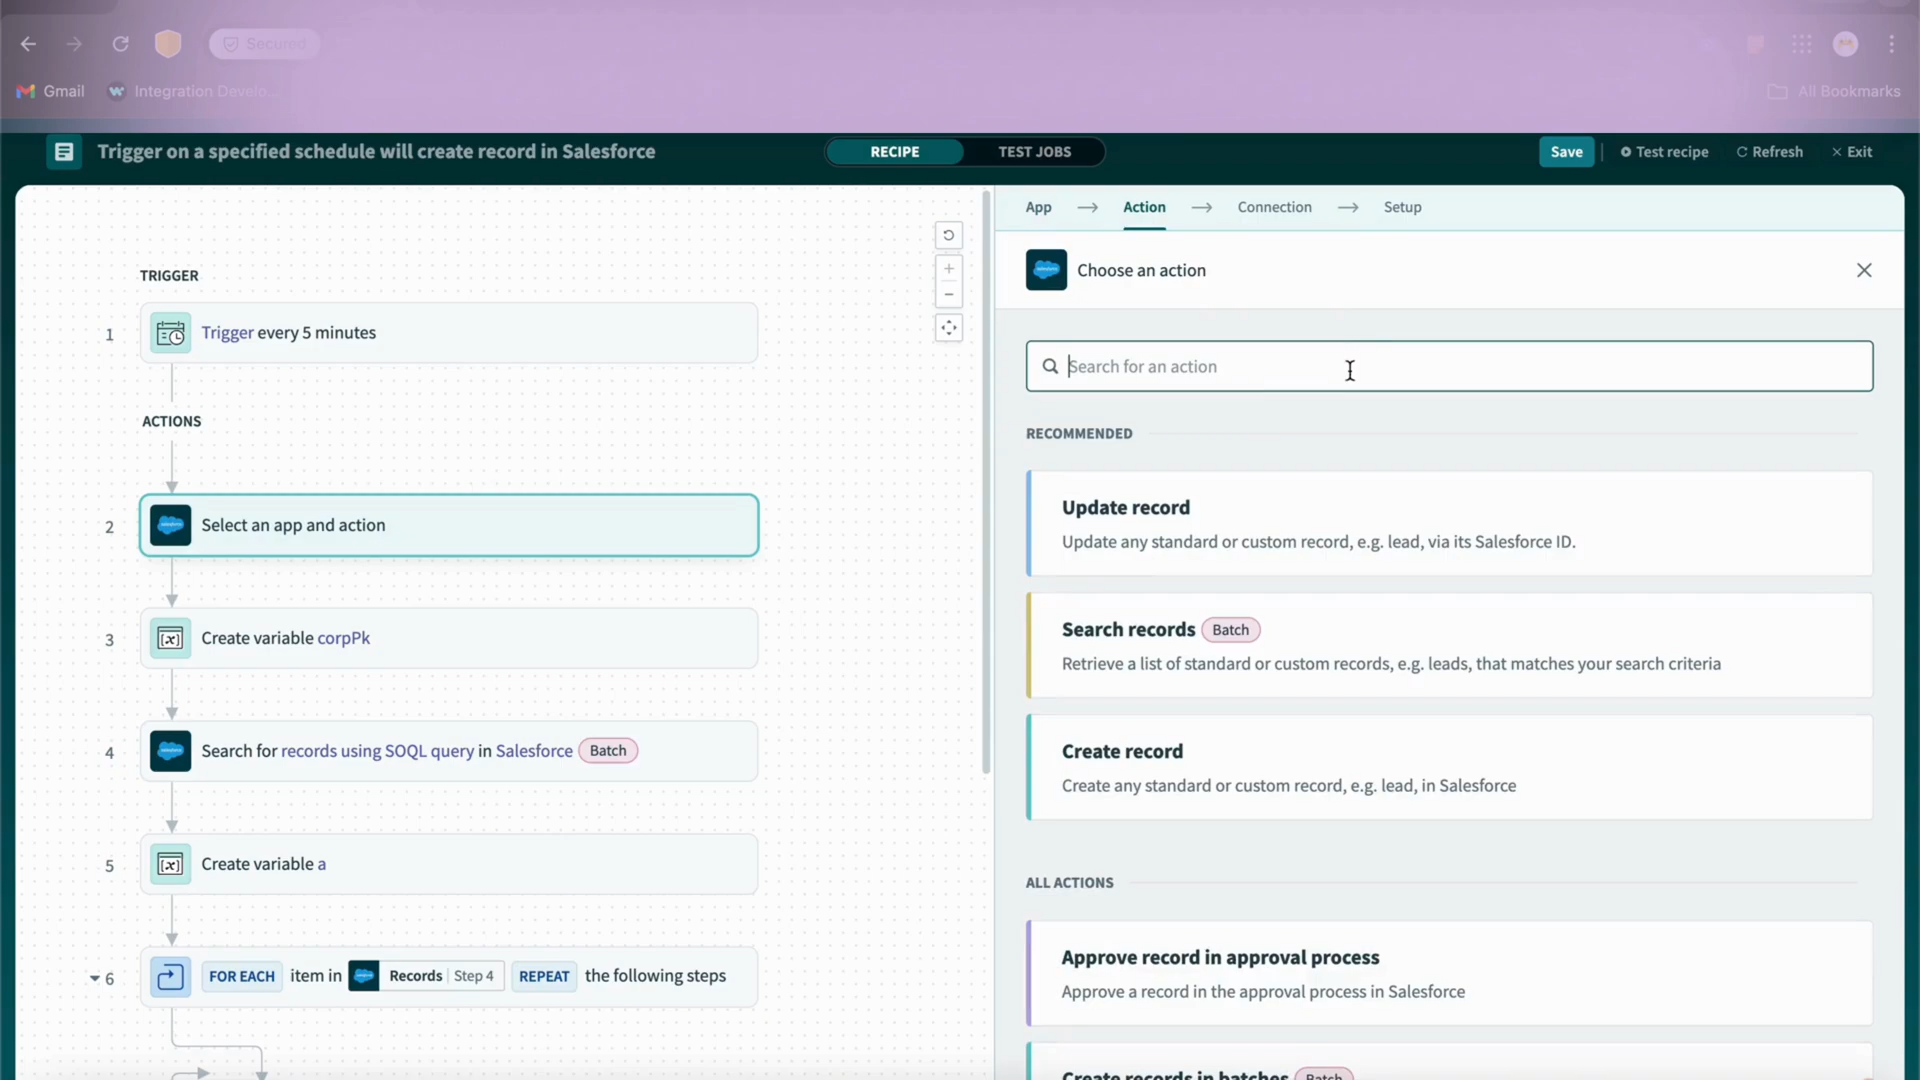 Secured
Gmail
Integration Develo...
All Bookmarks
Trigger on a specified schedule will create record in Salesforce
RECIPE
TEST JOBS
Save
Test recipe
Refresh
Exit
TRIGGER
1
Trigger every 5 minutes
ACTIONS
2
Select an app and action
3
Create variable corpPk
4
Search for records using SOQL query in Salesforce Batch
5
Create variable a
6
FOR EACH item in Records Step 4 REPEAT the following steps
App
Action
Connection
Setup
Choose an action
Search for an action
RECOMMENDED
Update record
Update any standard or custom record, e.g. lead, via its Salesforce ID.
Search records Batch
Retrieve a list of standard or custom records, e.g. leads, that matches your search criteria
Create record
Create any standard or custom record, e.g. lead, in Salesforce
ALL ACTIONS
Approve record in approval process
Approve a record in the approval process in Salesforce
Create records in batches Batch